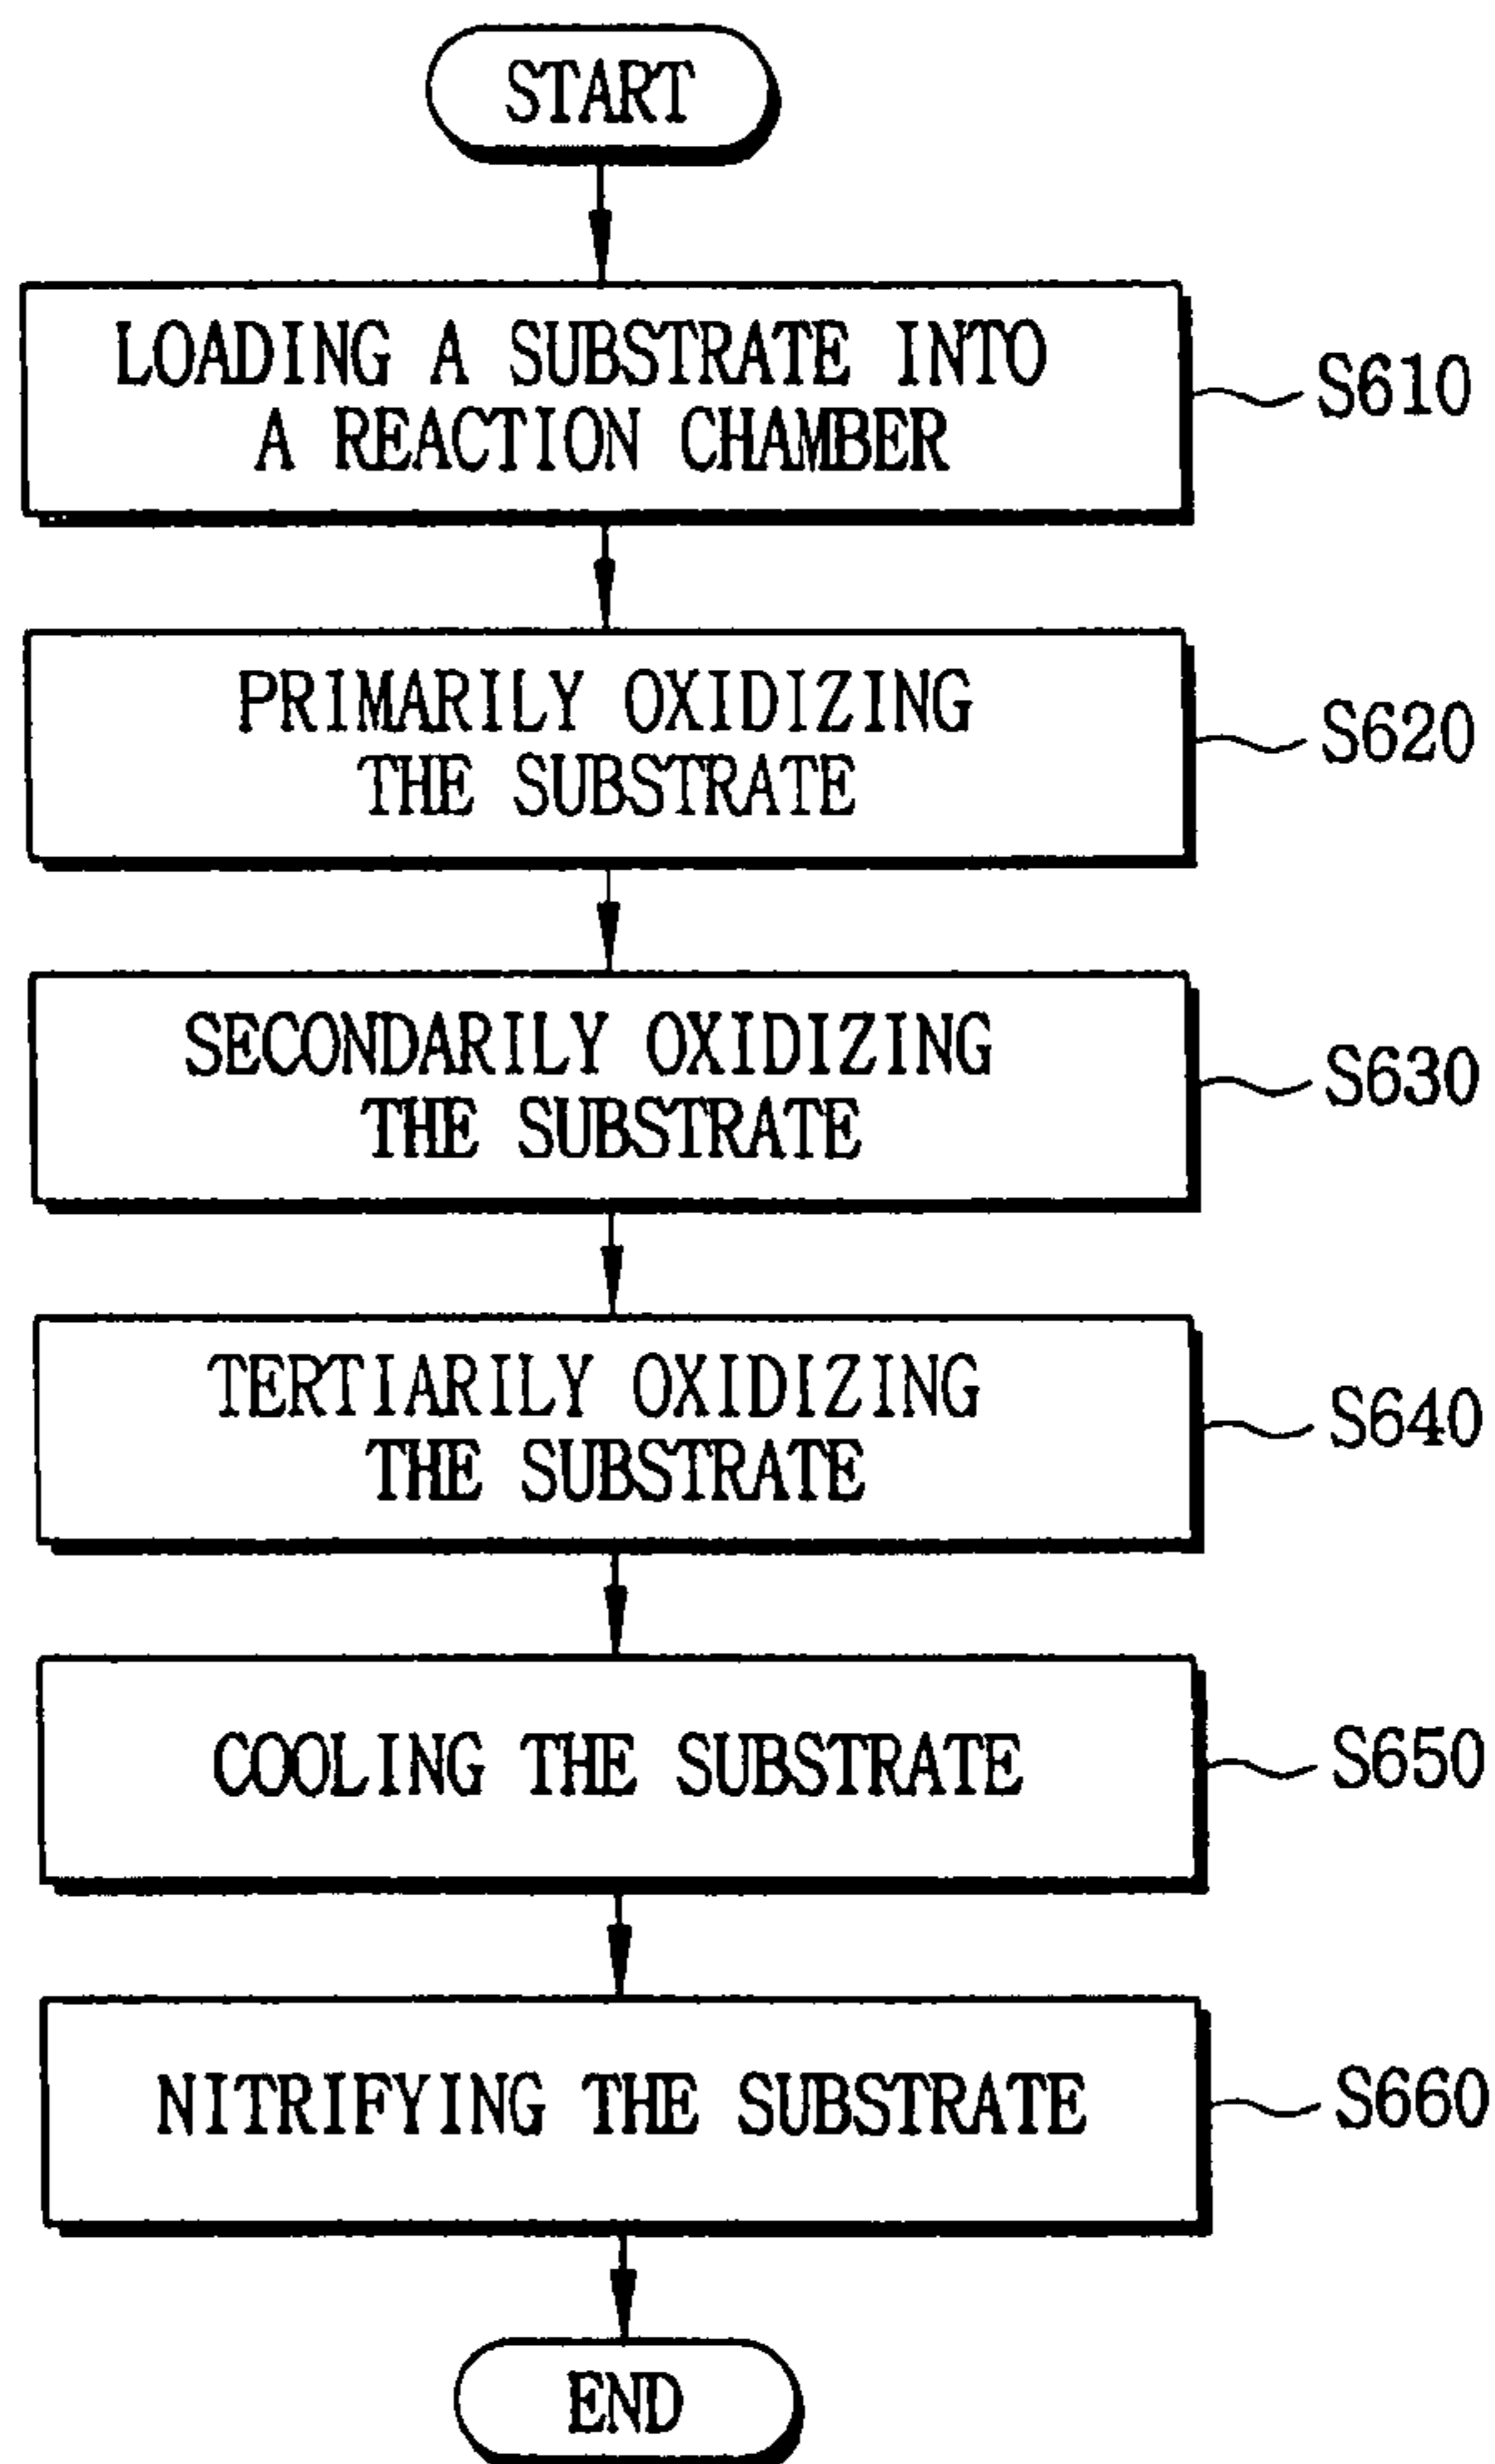 START
LOADING A SUBSTRATE INTO
A REACTION CHAMBER
S610
PRIMARILY OXIDIZING
THE SUBSTRATE
S620
SECONDARILY OXIDIZING
THE SUBSTRATE
S630
TERTIARILY OXIDIZING
THE SUBSTRATE
S640
COOLING THE SUBSTRATE
S650
NITRIFYING THE SUBSTRATE
S660
END